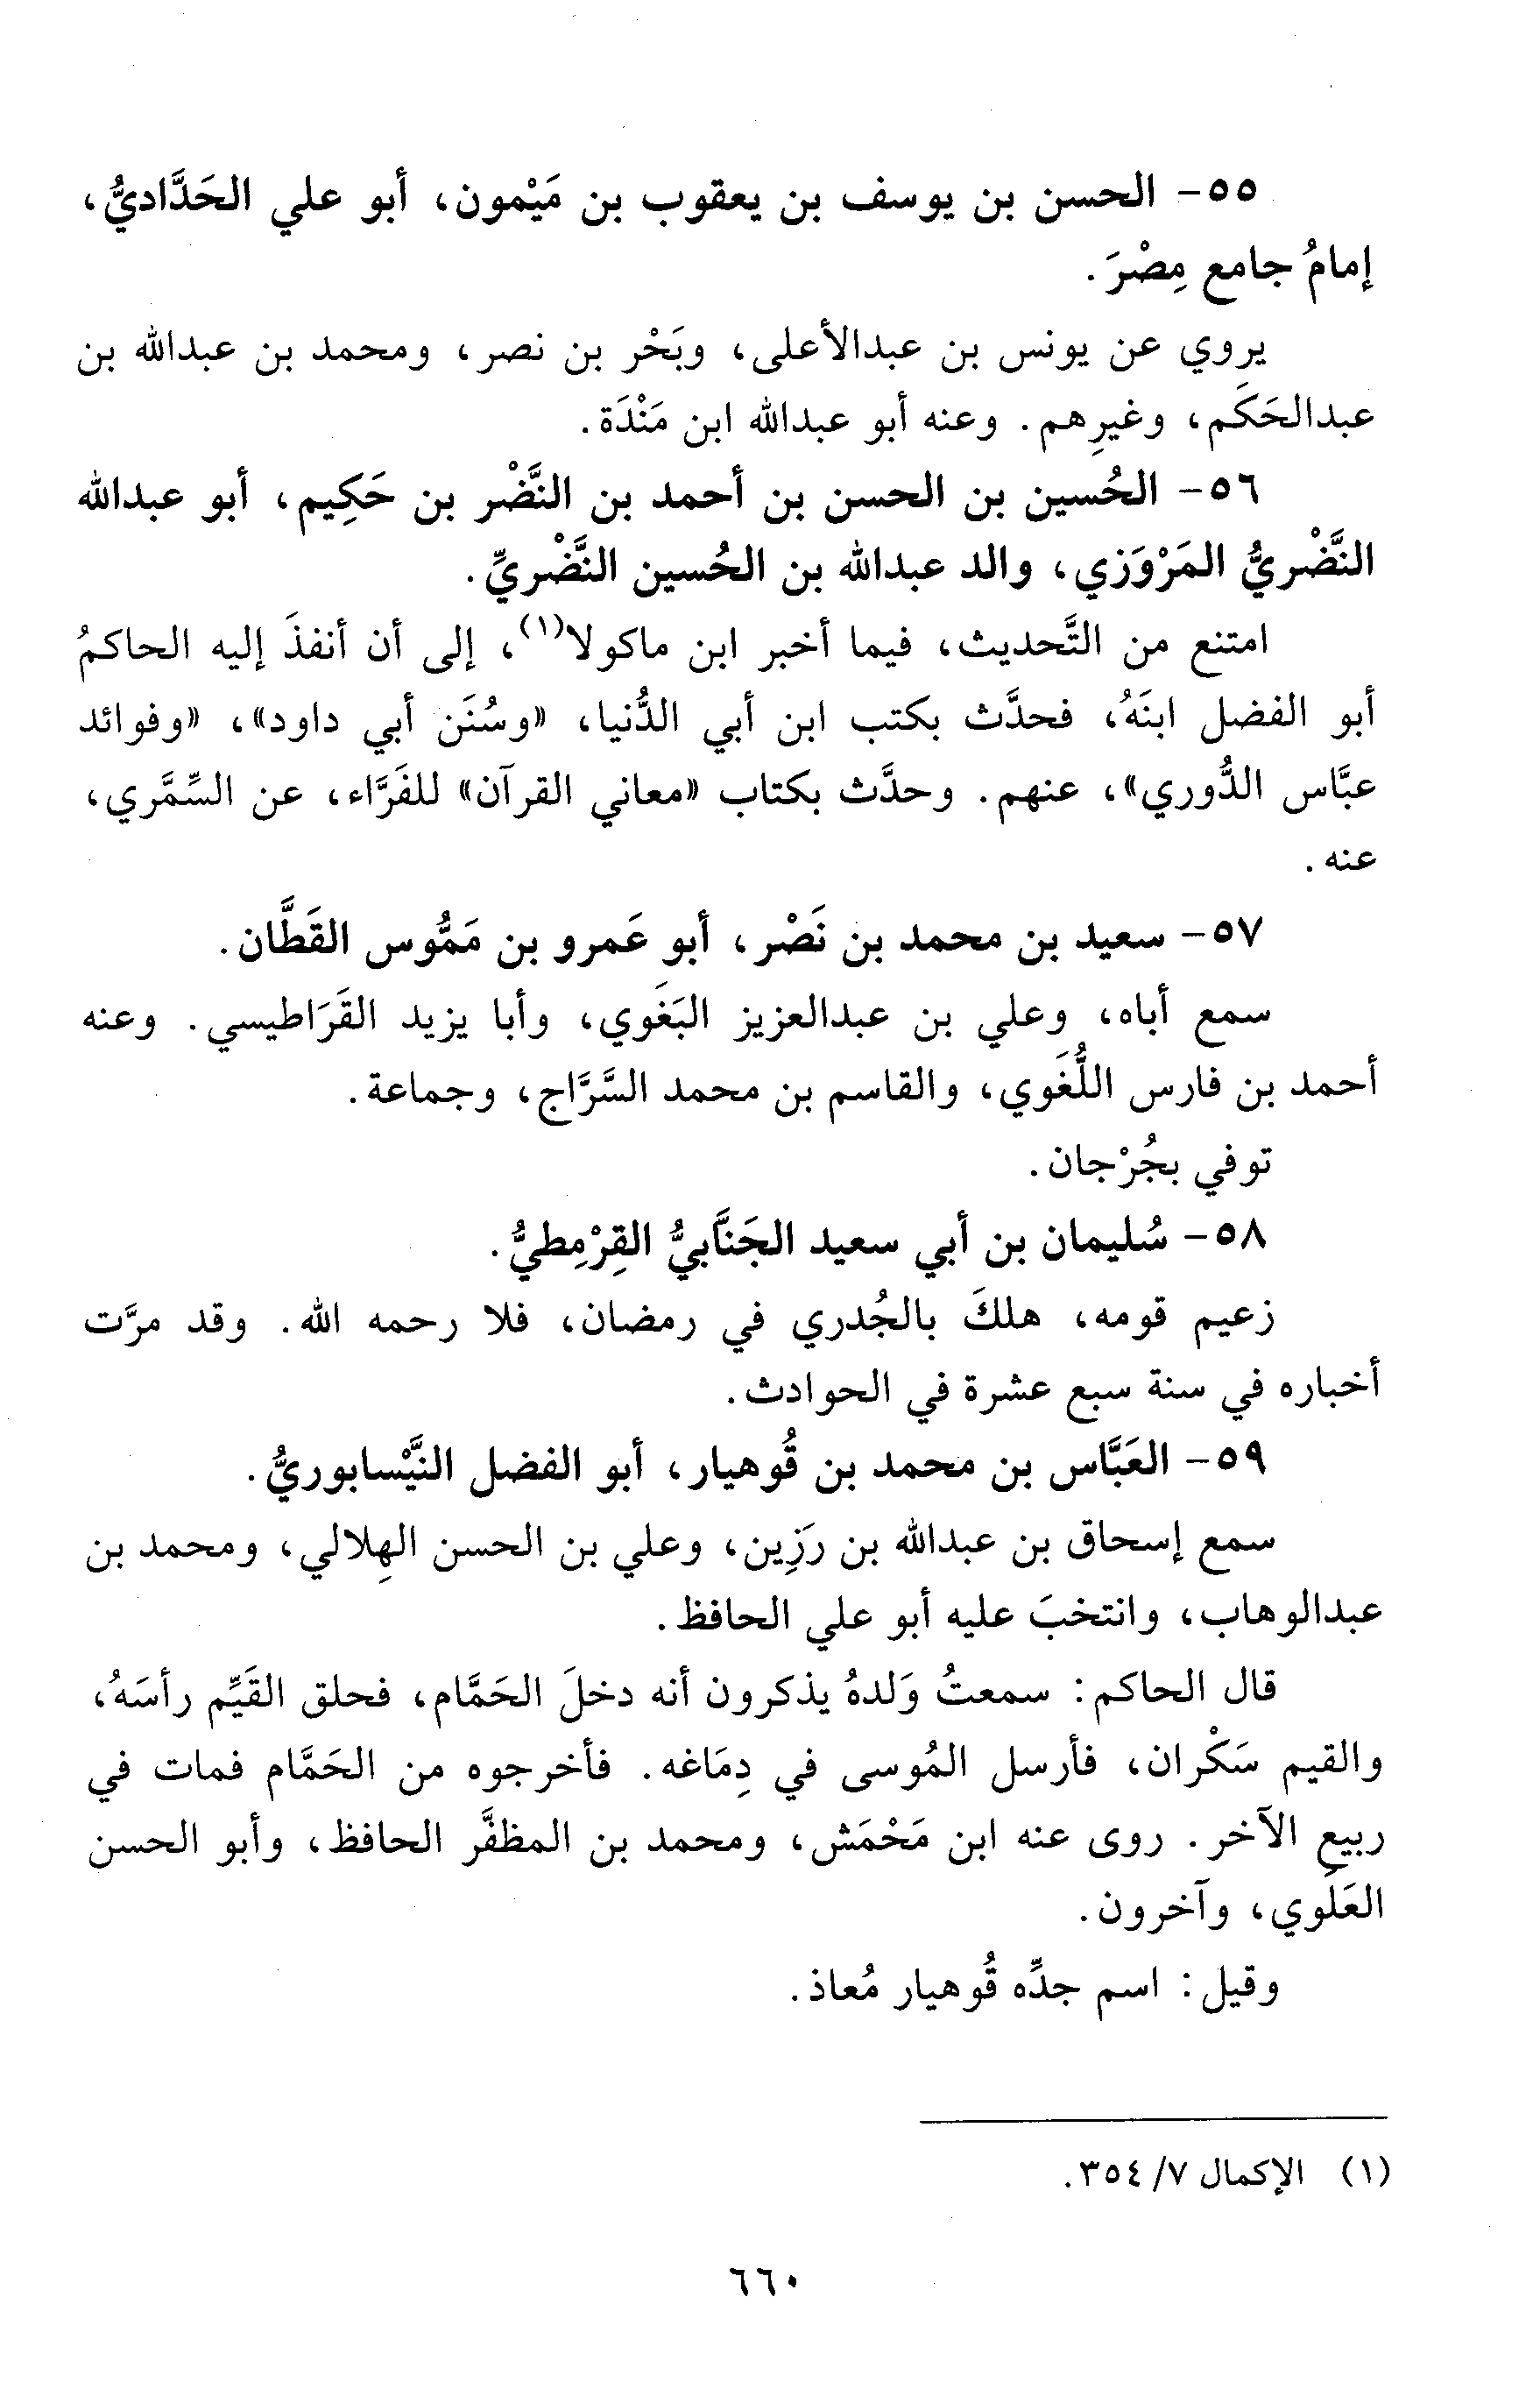 ٥٥- الحسن بن يوسف بن يعقوب بن مَيْمون، أبو علي الحَدَّاديُّ،
إمامُ جامع مِصْرَ.
يروي عن يونس بن عبدالأعلى، وبَحْر بن نصر، ومحمد بن عبدالله بن
عبدالحَكَم، وغيرِهم. وعنه أبو عبدالله ابن مَنْدَة.
٥٦- الحُسين بن الحسن بن أحمد بن النَّضْر بن حَكِيم، أبو عبدالله
النَّضْريُّ المَرْوَزي، والد عبدالله بن الحُسين النَّضْريِّ.
امتنع من التَّحديث، فيما أخبر ابن ماكولا(١)، إلى أن أنفذَ إليه الحاكمُ
أبو الفضل ابنَهُ، فحدَّث بكتب ابن أبي الدُّنيا، «وسُنَن أبي داود»، «وفوائد
عبَّاس الدُّوري»، عنهم. وحدَّث بكتاب «معاني القرآن» للفَرَّاء، عن السِّمَّري،
عنه.
٥٧- سعيد بن محمد بن نَصْر، أبو عَمرو بن مَمُّوس القَطَّان.
سمع أباه، وعلي بن عبدالعزيز البَغَوي، وأبا يزيد القَرَاطيسي. وعنه
أحمد بن فارس اللُّغَوي، والقاسم بن محمد السَّرَّاج، وجماعة.
توفي بجُرْجان.
٥٨- سُليمان بن أبي سعيد الجَنَّابيُّ القِرْمِطيُّ.
زعيم قومه، هلكَ بالجُدري في رمضان، فلا رحمه الله. وقد مرَّت
أخباره في سنة سبع عشرة في الحوادث.
٥٩- العَبَّاس بن محمد بن قُوهيار، أبو الفضل النَّيْسابوريُّ.
سمع إسحاق بن عبدالله بن رَزِين، وعلي بن الحسن الهِلالي، ومحمد بن
عبدالوهاب، وانتخبَ عليه أبو علي الحافظ.
قال الحاكم: سمعتُ وَلدهُ يذكرون أنه دخلَ الحَمَّام، فحلق القَيِّم رأسَهُ،
والقيم سَكْران، فأرسل المُوسى في دِمَاغه. فأخرجوه من الحَمَّام فمات في
ربيع الآخر. روى عنه ابن مَحْمَش، ومحمد بن المظفَّر الحافظ، وأبو الحسن
العَلَوي، وآخرون.
وقيل: اسم جدِّه قُوهيار مُعاذ.
(١) الإكمال ٧/ ٣٥٤.
٦٦٠